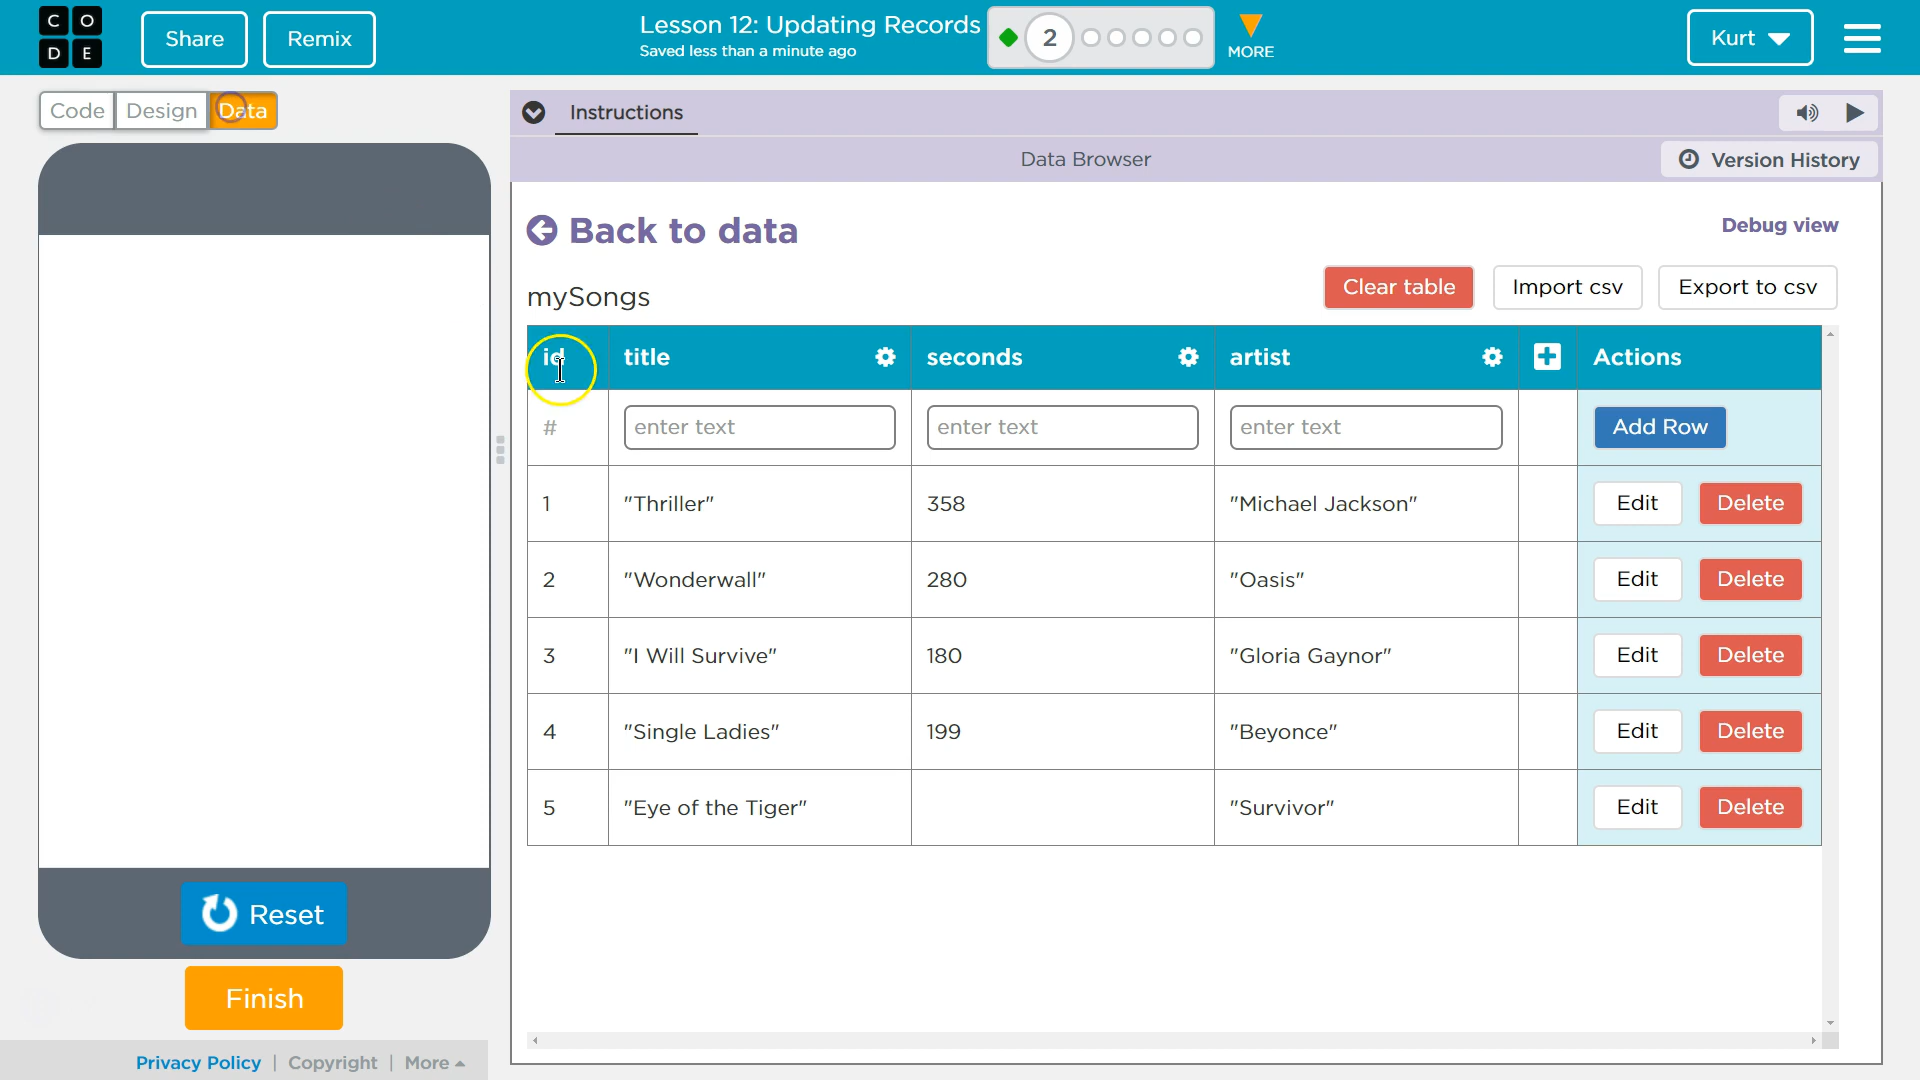 C O
D E
Share
Remix
Lesson 12: Updating Records
Saved less than a minute ago
2
MORE
Kurt
Code
Design
Data
Instructions
Data Browser
Version History
Back to data
Debug view
mySongs
Clear table
Import csv
Export to csv
id title seconds artist Actions
# enter text enter text enter text Add Row
1 "Thriller" 358 "Michael Jackson" Edit Delete
2 "Wonderwall" 280 "Oasis" Edit Delete
3 "I Will Survive" 180 "Gloria Gaynor" Edit Delete
4 "Single Ladies" 199 "Beyonce" Edit Delete
5 "Eye of the Tiger" "Survivor" Edit Delete
Reset
Finish
Privacy Policy | Copyright | More